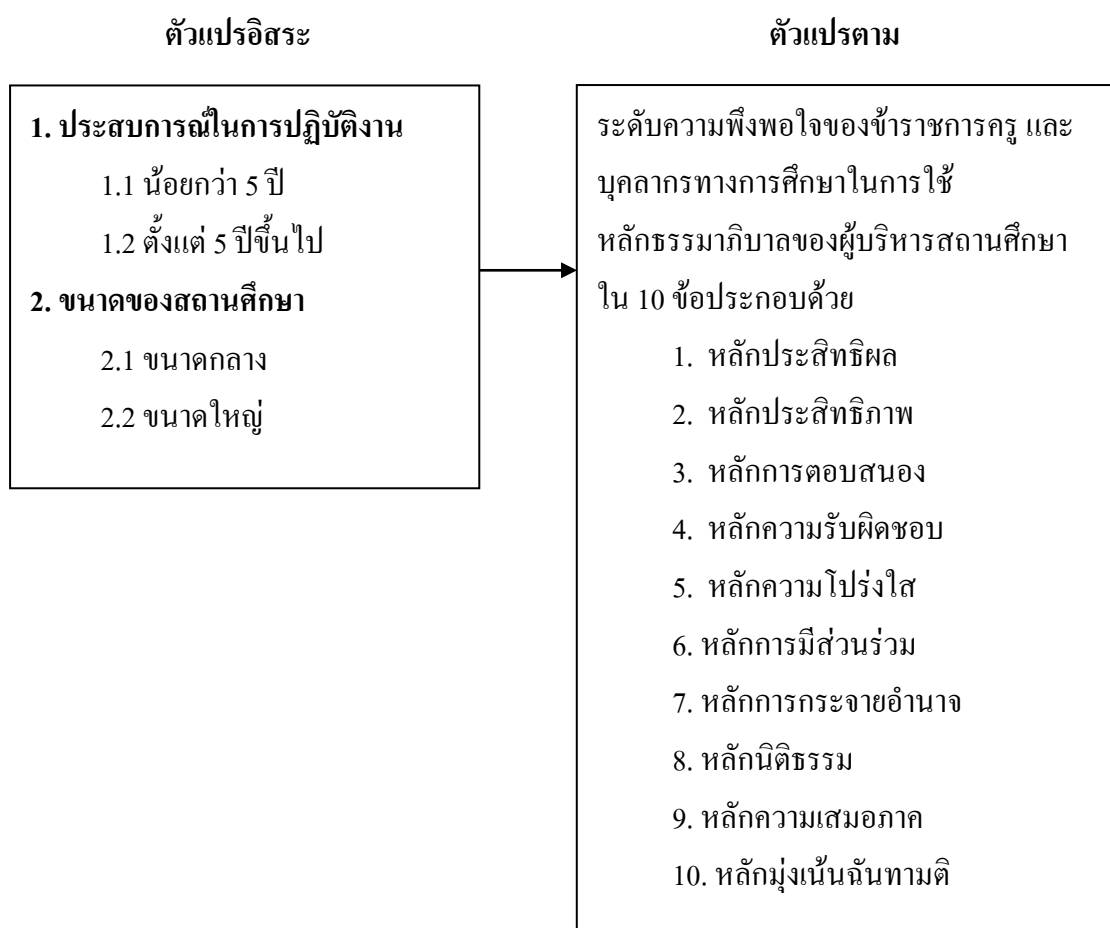 ตัวแปรอิสระ
1. ประสบการณ์ในการปฏิบัติงาน
1.1 น้อยกว่า 5 ปี
1.2 ตั้งแต่ 5 ปีขึ้นไป
2. ขนาดของสถานศึกษา
2.1 ขนาดกลาง
2.2 ขนาดใหญ่
ตัวแปรตาม
ระดับความพึงพอใจของข้าราชการครู และ
บุคลากรทางการศึกษาในการใช้
หลักธรรมาภิบาลของผู้บริหารสถานศึกษา
ใน 10 ข้อประกอบด้วย
1. หลักประสิทธิผล
2. หลักประสิทธิภาพ
3. หลักการตอบสนอง
4. หลักความรับผิดชอบ
5. หลักความโปร่งใส
6. หลักการมีส่วนร่วม
7. หลักการกระจายอำนาจ
8. หลักนิติธรรม
9. หลักความเสมอภาค
10. หลักมุ่งเน้นฉันทามติ